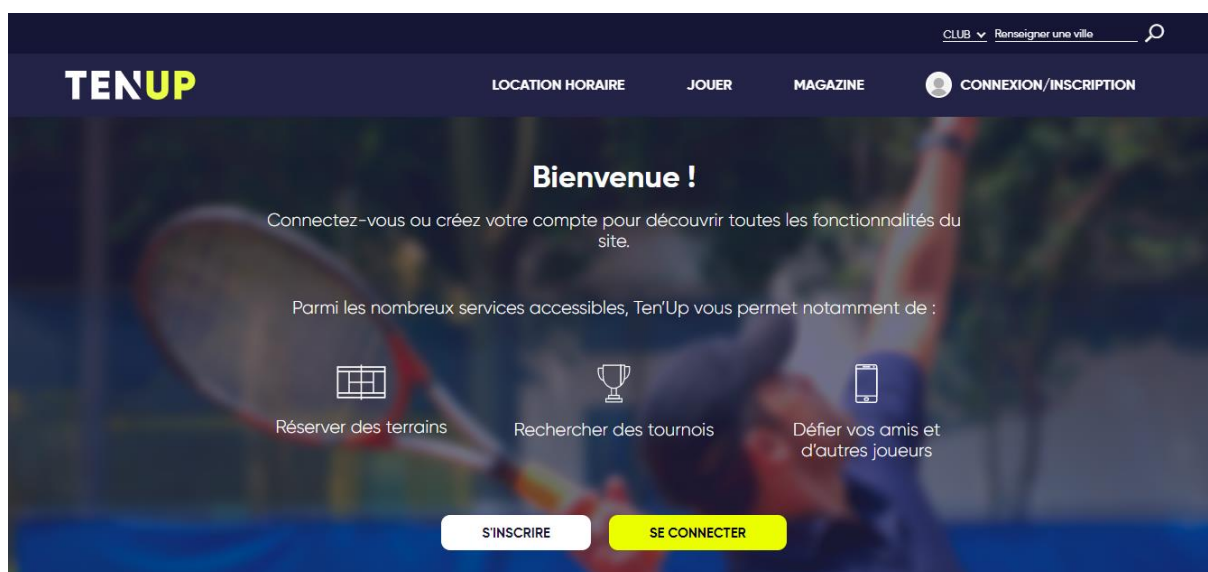 CLUB Renseigner une ville
TENUP LOCATION HORAIRE JOUER MAGAZINE CONNEXION/INSCRIPTION
Bienvenue !
Connectez-vous ou créez votre compte pour découvrir toutes les fonctionnalités du
site.
Parmi les nombreux services accessibles, Ten'Up vous permet notamment de :
Réserver des terrains
Rechercher des tournois
Défier vos amis et
d'autres joueurs
S'INSCRIRE
SE CONNECTER